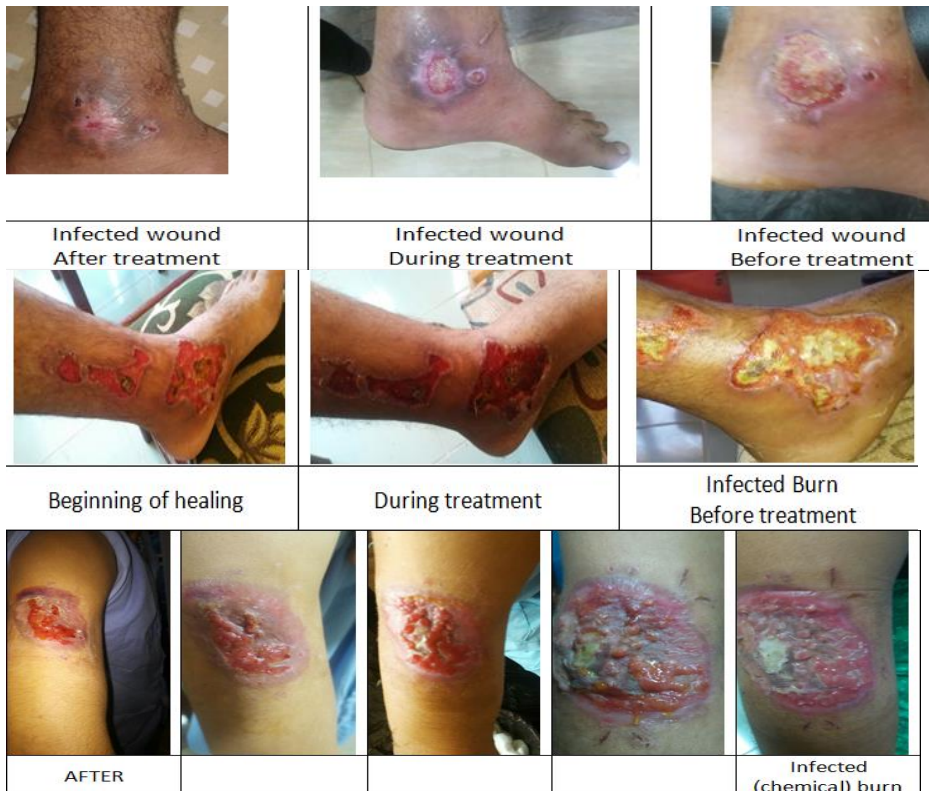 Infected wound
After treatment
Infected wound
During treatment
Infected wound
Before treatment
Beginning of healing
During treatment
Infected Burn
Before treatment
AFTER
Infected
(chemical) burn